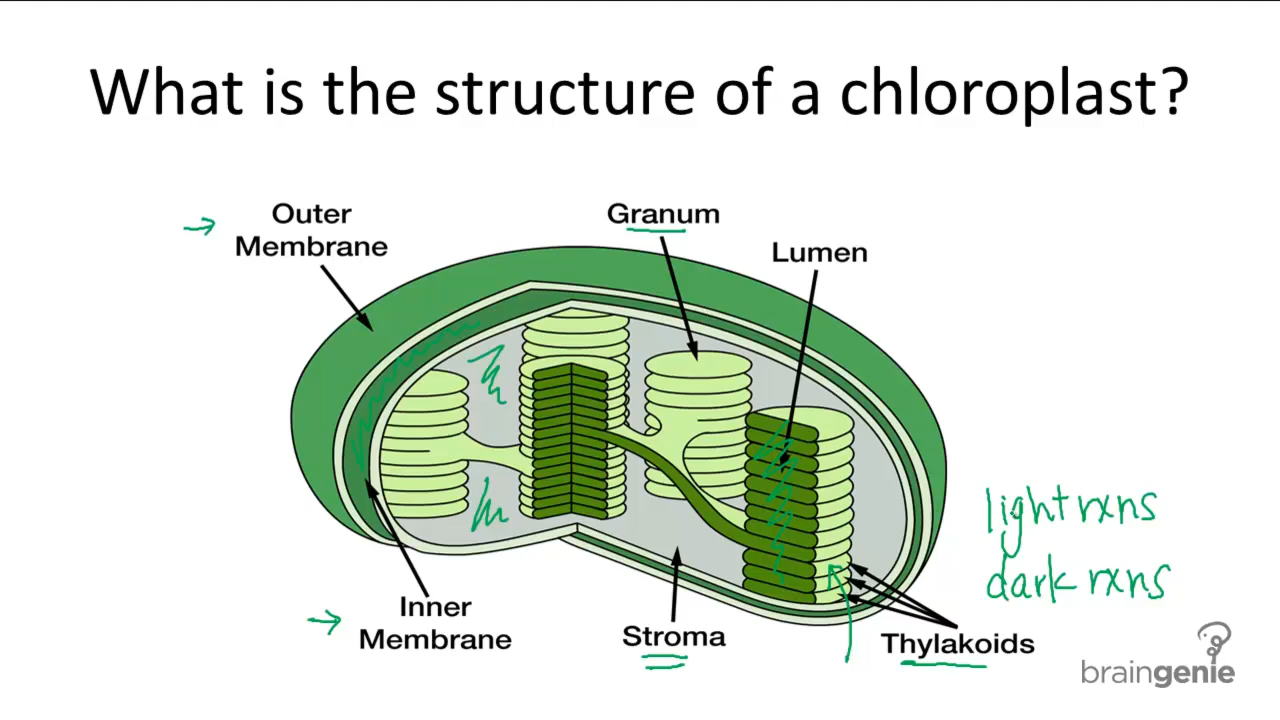 What is the structure of a chloroplast?
Outer
Membrane
Granum
Lumen
light rxns
dark rxns
Inner
Membrane
Stroma
Thylakoids
braingenie